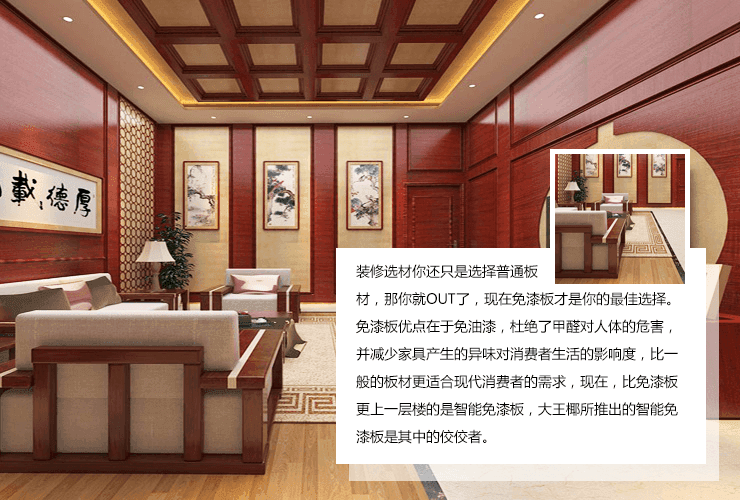 厚德載
装修选材你还只是选择普通板
材，那你就OUT了，现在免漆板才是你的最佳选择。
免漆板优点在于免油漆，杜绝了甲醛对人体的危害，
并减少家具产生的异味对消费者生活的影响度，比一
般的板材更适合现代消费者的需求，现在，比免漆板
更上一层楼的是智能免漆板，大王椰所推出的智能免
漆板是其中的佼佼者。